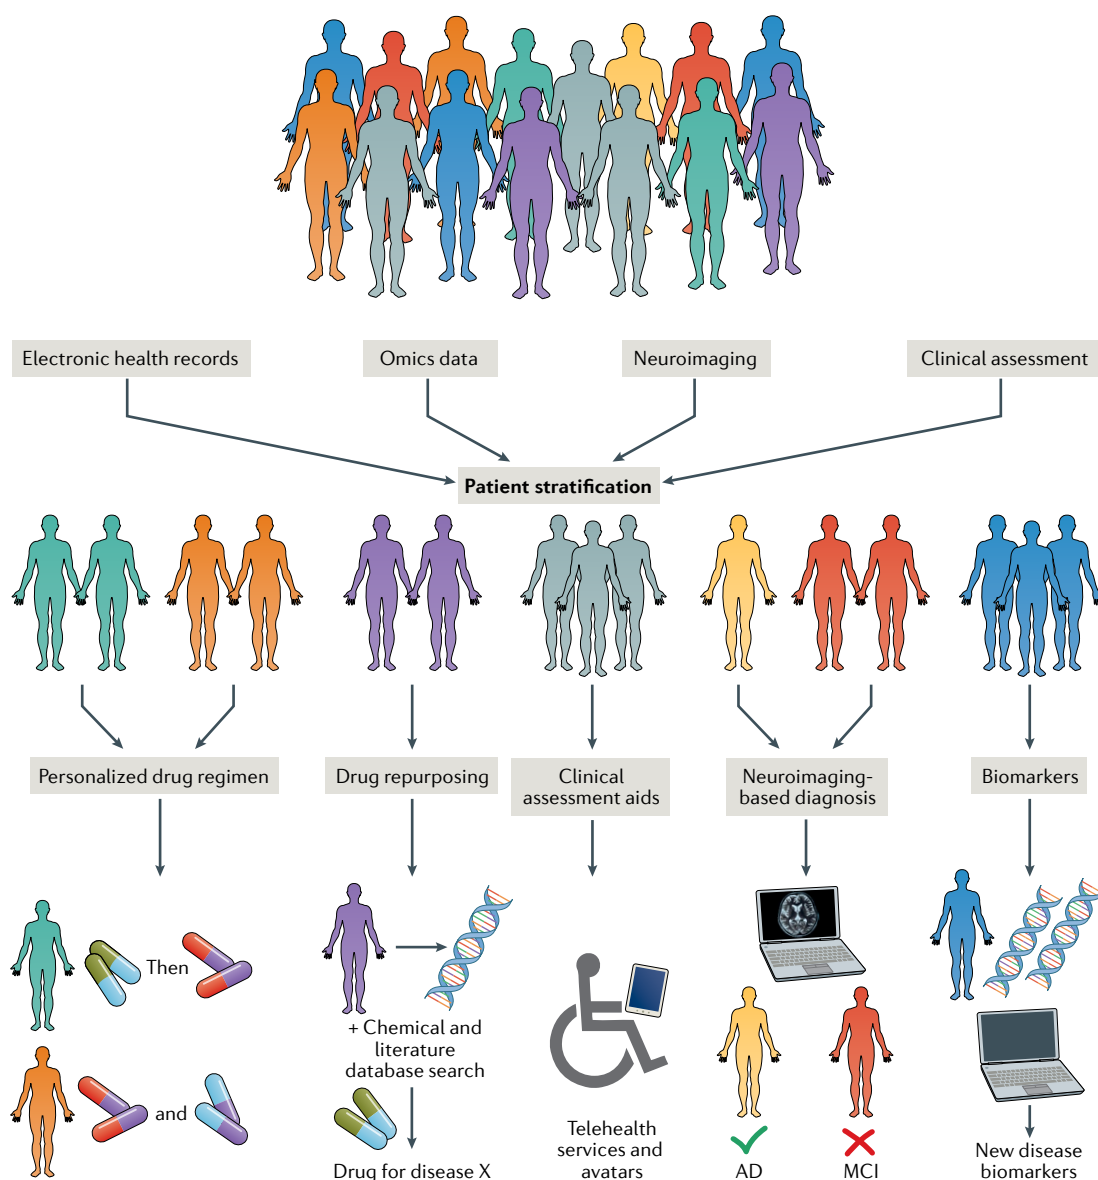 Electronic health records
Omics data
Neuroimaging
Clinical assessment
Patient stratification
Personalized drug regimen
Drug repurposing
Clinical
assessment aids
Neuroimaging-
based diagnosis
Biomarkers
Then
and
+ Chemical and
literature
database search
Drug for disease X
Telehealth
services and
avatars
AD
MCI
New disease
biomarkers